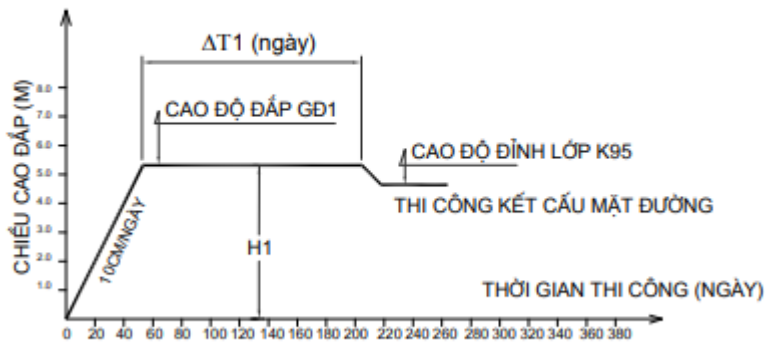 ΔT1 (ngày)
CHIỀU CAO ĐẮP (M)
8.0
7.0
6.0
5.0
4.0
3.0
2.0
1.0
CAO ĐỘ ĐẮP GĐ1
CAO ĐỘ ĐỈNH LỚP K95
THI CÔNG KẾT CẤU MẶT ĐƯỜNG
10CM/NGÀY
H1
THỜI GIAN THI CÔNG (NGÀY)
0 20 40 60 80 100 120 140 160 180 200 220 240 260 280 300 320 340 360 380